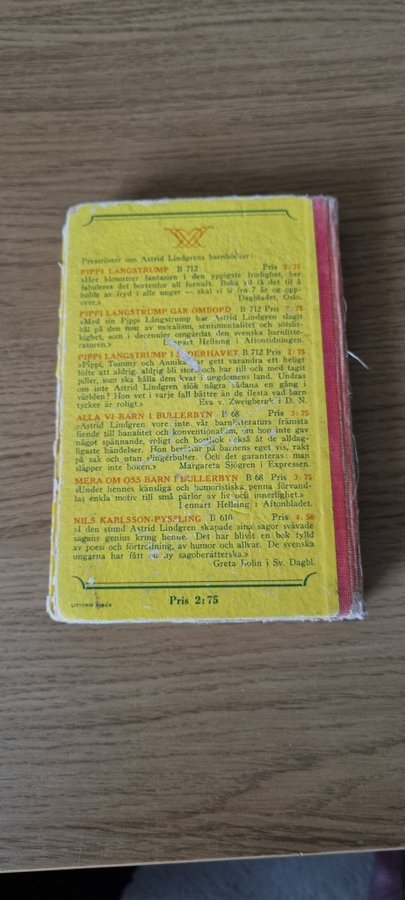 Pressröster om Astrid Lindgrens barnböcker:
PIPPI LÅNGSTRUMP B 712 Pris 2:75
»Her blomstrer fantasien i den yppigste frodighet, her
fabuleres det hortenfor all fornuft. Boka vil få det til å
boble av fryd i alle unger — skal vi si fra 7 år og opp-
over.» Dagbladet, Oslo.
PIPPI LÅNGSTRUMP GÅR OMBORD B 712 Pris 2:75
»Med sin Pippi Långstrump har Astrid Lindgren slagit
hål på den mur av moralism, sentimentalitet och sötslis-
kighet, som i decennier omgärdat den svenska barnlitte-
raturen.» Lennart Hellsing i Aftontidningen.
PIPPI LÅNGSTRUMP I SÖDERHAVET B 712 Pris 2:75
»Pippi, Tommy och Annika har gett varandra ett heligt
löfte att aldrig, aldrig bli stora och har till och med tagit
piller, som ska hålla dem kvar i ungdomens land. Undras
om inte Astrid Lindgren slök några sådana en gång i
världen? Hon vet i varje fall bättre än de flesta vad barn
tycker är roligt.» Eva v. Zweigbergk i D. N.
ALLA VI BARN I BULLERBYN B 68 Pris 3:75
»Astrid Lindgren vore inte vår barnlitteraturs främsta
fiende till banalitet och konventionalism, om hon inte gav
något spännande, roligt och busigt också åt de alldag-
ligaste händelser. Hon berättar på barnens eget vis, rakt
på sak och utan slingerbulter. Och det garanteras: man
släpper inte boken.» Margareta Sjögren i Expressen.
MERA OM OSS BARN I BULLERBYN B 68 Pris 3:75
»Under hennes känsliga och humoristiska penna förvand-
las enkla motiv till små pärlor av liv och innerlighet.»
Lennart Hellsing i Aftonbladet.
NILS KARLSSON-PYSSLING B 610 Pris 4:50
»I den stund Astrid Lindgren skapade sina sagor svävade
sagans genius kring henne. Det har blivit en bok fylld
av poesi och förtrollning, av humor och allvar. De svenska
ungarna har fått en ny sagoberätterska.»
Greta Bolin i Sv. Dagbl.
Pris 2:75